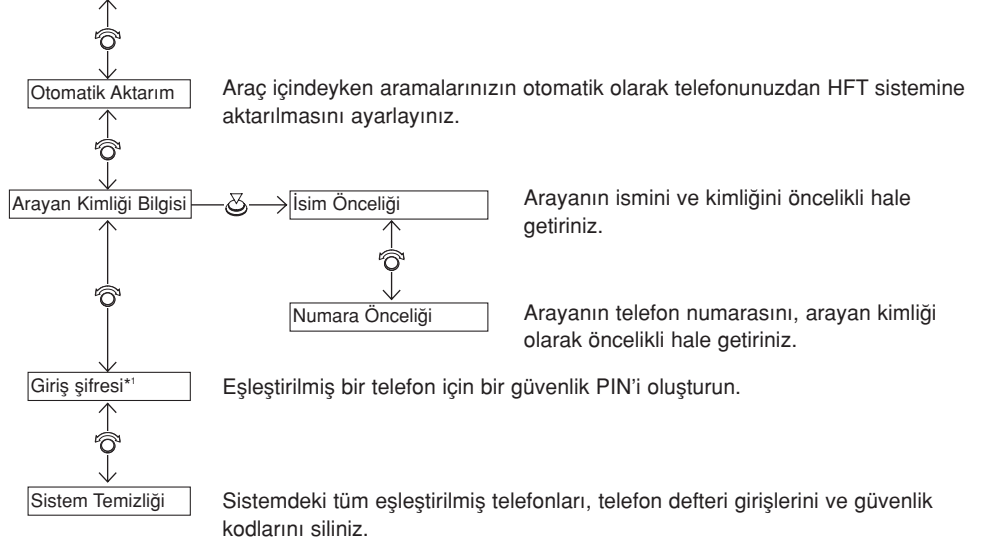 Otomatik Aktarım
Araç içindeyken aramalarınızın otomatik olarak telefonunuzdan HFT sistemine
aktarılmasını ayarlayınız.
Arayan Kimliği Bilgisi
İsim Önceliği
Arayanın ismini ve kimliğini öncelikli hale
getiriniz.
Numara Önceliği
Arayanın telefon numarasını, arayan kimliği
olarak öncelikli hale getiriniz.
Giriş şifresi*1
Eşleştirilmiş bir telefon için bir güvenlik PIN’i oluşturun.
Sistem Temizliği
Sistemdeki tüm eşleştirilmiş telefonları, telefon defteri girişlerini ve güvenlik
kodlarını siliniz.